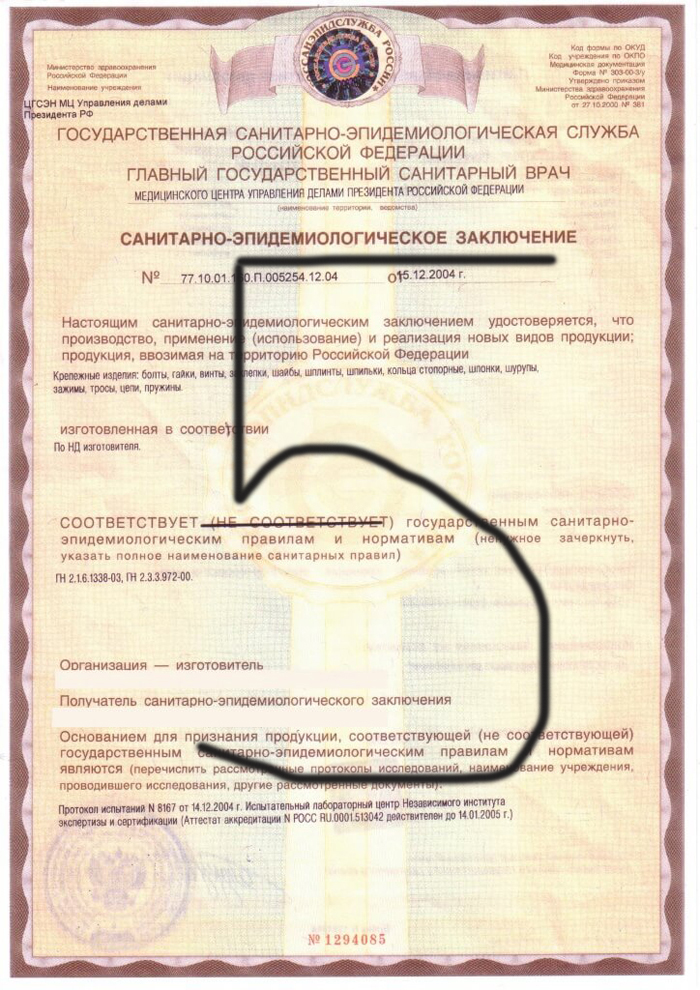 РОССАНЭПИДСЛУЖБА РОССИИ
Министерство здравоохранения
Российской Федерации
Наименование учреждения
ЦГСЭН МЦ Управления делами
Президента РФ
Код формы по ОКУД
Код учреждения по ОКПО
Медицинская документация
Форма № 303-00-3/у
Утверждено приказом
Министерства здравоохранения
Российской Федерации
от 27.10.2000 № 381
ГОСУДАРСТВЕННАЯ САНИТАРНО-ЭПИДЕМИОЛОГИЧЕСКАЯ СЛУЖБА
РОССИЙСКОЙ ФЕДЕРАЦИИ
ГЛАВНЫЙ ГОСУДАРСТВЕННЫЙ САНИТАРНЫЙ ВРАЧ
МЕДИЦИНСКОГО ЦЕНТРА УПРАВЛЕНИЯ ДЕЛАМИ ПРЕЗИДЕНТА РОССИЙСКОЙ ФЕДЕРАЦИИ
(наименование территории, ведомства)
САНИТАРНО-ЭПИДЕМИОЛОГИЧЕСКОЕ ЗАКЛЮЧЕНИЕ
№ от 15.12.2004 г.
5
Настоящим санитарно-эпидемиологическим заключением удостоверяется, что
производство, применение (использование) и реализация новых видов продукции;
продукция, ввозимая на территорию Российской Федерации
Крепежные изделия: болты, гайки, винты, заклепки, шайбы, шплинты, шпильки, кольца стопорные, шпонки, шурупы,
зажимы, тросы, цепи, пружины.
изготовленная в соответствии
По НД изготовителя.
СООТВЕТСТВУЕТ (НЕ СООТВЕТСТВУЕТ) государственным санитарно-
эпидемиологическим правилам и нормативам (ненужное зачеркнуть,
указать полное наименование санитарных правил)
ГН 2.1.6.1338-03, ГН 2.3.3.972-00.
Организация — изготовитель
Получатель санитарно-эпидемиологического заключения
Основанием для признания продукции, соответствующей (не соответствующей)
государственным санитарно-эпидемиологическим правилам и нормативам
являются (перечислить рассмотренные протоколы исследований, наименование учреждения,
проводившего исследования, другие рассмотренные документы):
Протокол испытаний N 8167 от 14.12.2004 г. Испытательный лабораторный центр Независимого института
экспертизы и сертификации (Аттестат аккредитации N РОСС RU.0001.513042 действителен до 14.01.2005 г.)
№ 1294085